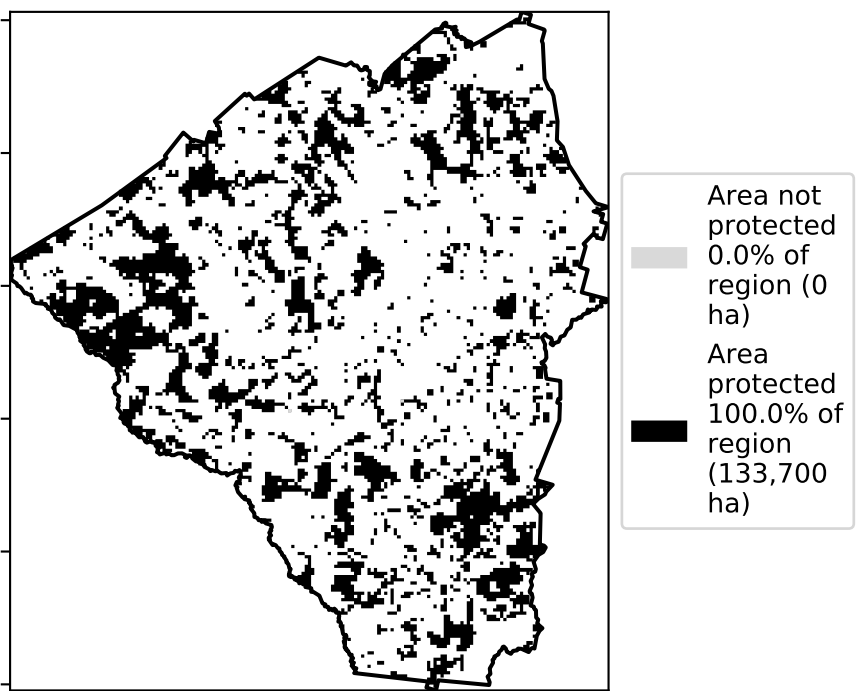 Area not
protected
0.0% of
region (0
ha)
Area
protected
100.0% of
region
(133,700
ha)